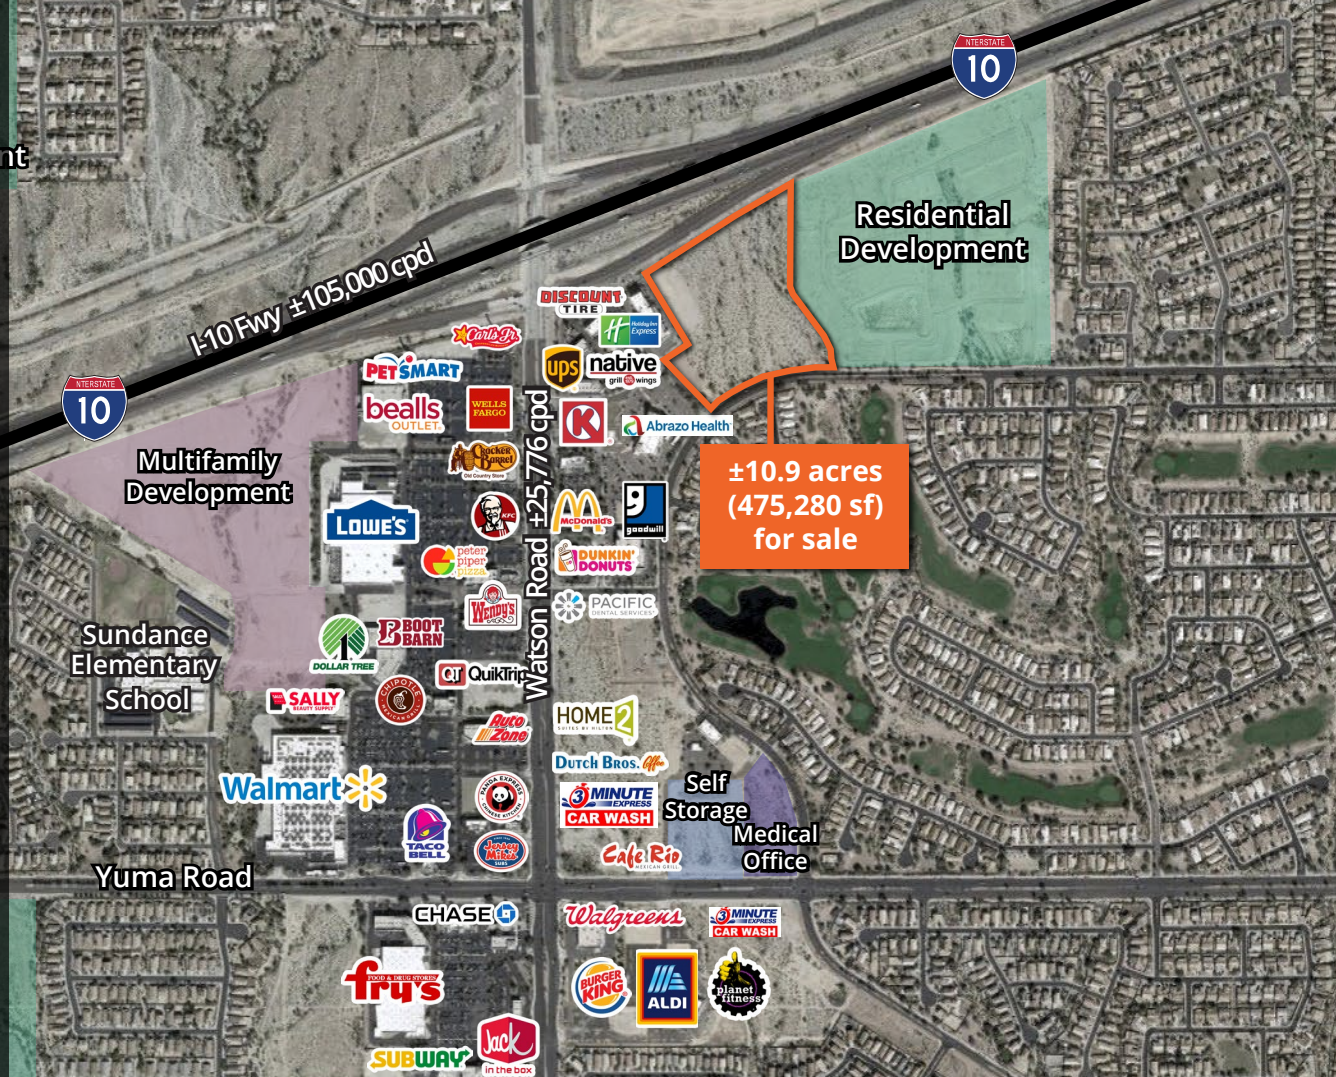 INTERSTATE
10
nt
Residential
Development
I-10 Fwy ±105,000 cpd
DISCOUNT
TIRE
Holiday Inn
Express
Carl's Jr.
PETSMART
ups
native
grill wings
INTERSTATE
10
bealls
OUTLET
WELLS
FARGO
K
Abrazo Health
Watson Road ±25,776 cpd
Cracker
Barrel
Old Country Store
Multifamily
Development
±10.9 acres
(475,280 sf)
for sale
LOWE'S
KFC
McDonald's
goodwill
peter
piper
pizza
DUNKIN'
DONUTS
WENDY'S
PACIFIC
DENTAL SERVICES
Sundance
Elementary
School
DOLLAR TREE
BOOT
BARN
QT QuikTrip
SALLY
BEAUTY SUPPLY
CHIPOTLE
MEXICAN GRILL
Auto
Zone
HOME2
SUITES BY HILTON
DUTCH BROS. Coffee
Walmart
PANDA EXPRESS
CHINESE KITCHEN
3 MINUTE
EXPRESS
CAR WASH
Self
Storage
Medical
Office
TACO
BELL
Jersey
Mike's
SUBS
Cafe Rio
MEXICAN GRILL
Yuma Road
CHASE
Walgreens
3 MINUTE
EXPRESS
CAR WASH
FOOD & DRUG STORES
fry's
BURGER
KING
ALDI
planet
fitness
SUBWAY
Jack
in the box